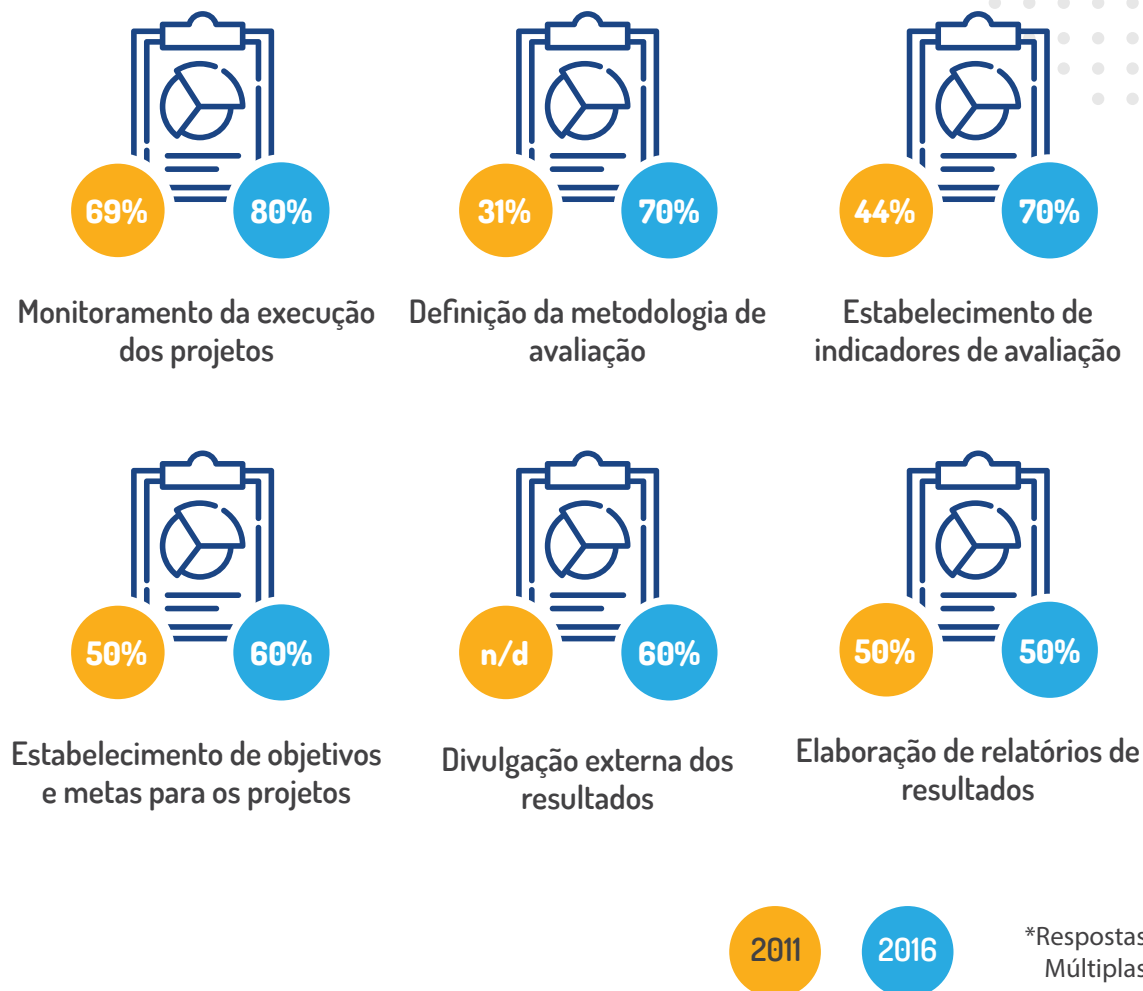 69%
80%
Monitoramento da execução
dos projetos
31%
70%
Definição da metodologia de
avaliação
44%
70%
Estabelecimento de
indicadores de avaliação
50%
60%
Estabelecimento de objetivos
e metas para os projetos
n/d
60%
Divulgação externa dos
resultados
50%
50%
Elaboração de relatórios de
resultados
2011
2016
*Respostas
Múltiplas